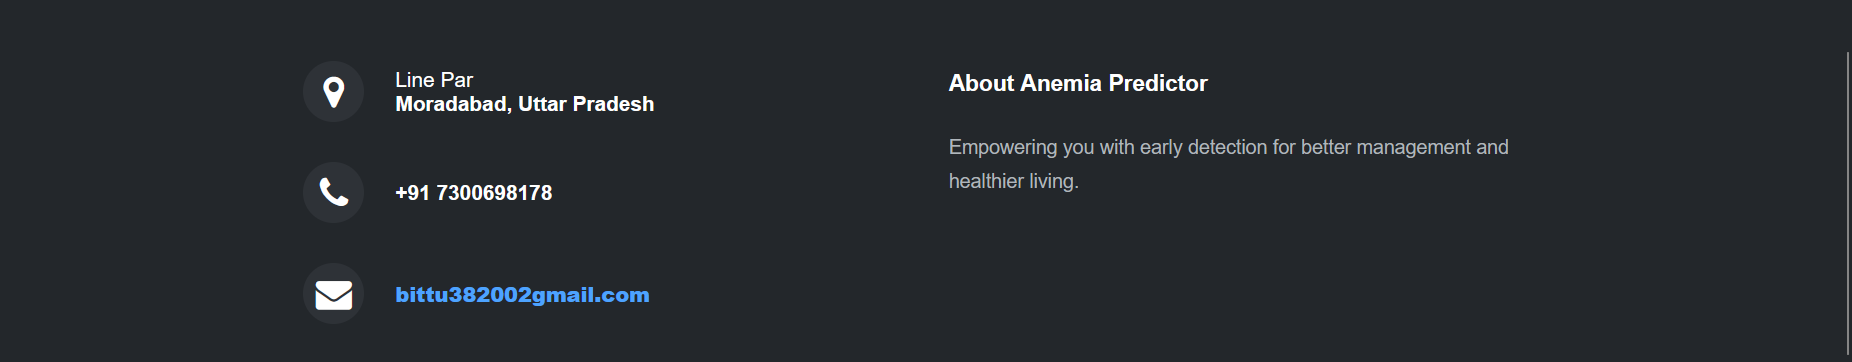 Line Par
Moradabad, Uttar Pradesh
+91 7300698178
bittu382002gmail.com
About Anemia Predictor
Empowering you with early detection for better management and
healthier living.